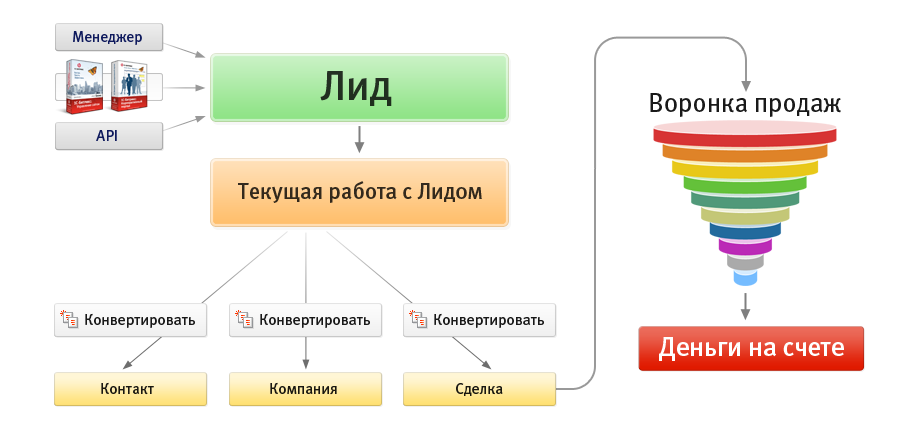 Менеджер
API
Лид
Текущая работа с Лидом
Конвертировать
Конвертировать
Конвертировать
Контакт
Компания
Сделка
Воронка продаж
Деньги на счете